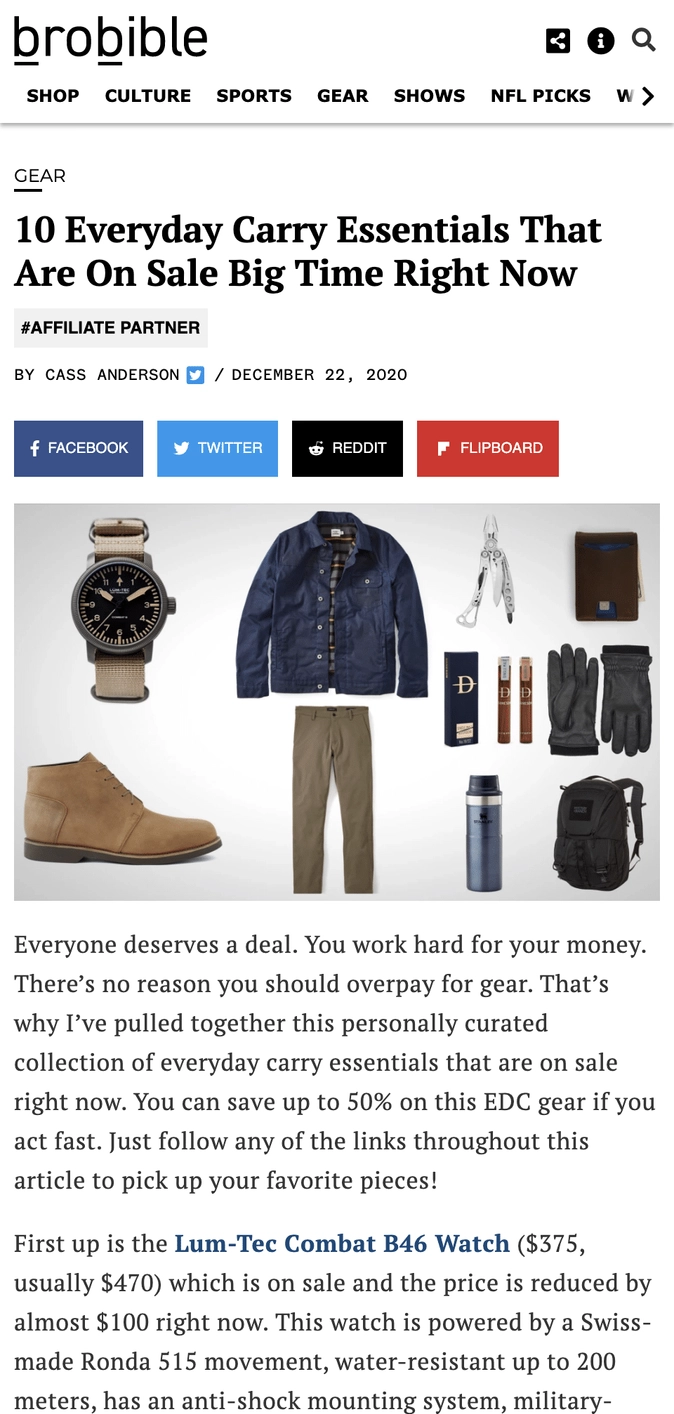 brobible
SHOP CULTURE SPORTS GEAR SHOWS NFL PICKS W
GEAR
10 Everyday Carry Essentials That
Are On Sale Big Time Right Now
#AFFILIATE PARTNER
BY CASS ANDERSON / DECEMBER 22, 2020
FACEBOOK TWITTER REDDIT FLIPBOARD
LUM-TEC
STANLEY
Everyone deserves a deal. You work hard for your money.
There’s no reason you should overpay for gear. That’s
why I’ve pulled together this personally curated
collection of everyday carry essentials that are on sale
right now. You can save up to 50% on this EDC gear if you
act fast. Just follow any of the links throughout this
article to pick up your favorite pieces!
First up is the Lum-Tec Combat B46 Watch ($375,
usually $470) which is on sale and the price is reduced by
almost $100 right now. This watch is powered by a Swiss-
made Ronda 515 movement, water-resistant up to 200
meters, has an anti-shock mounting system, military-